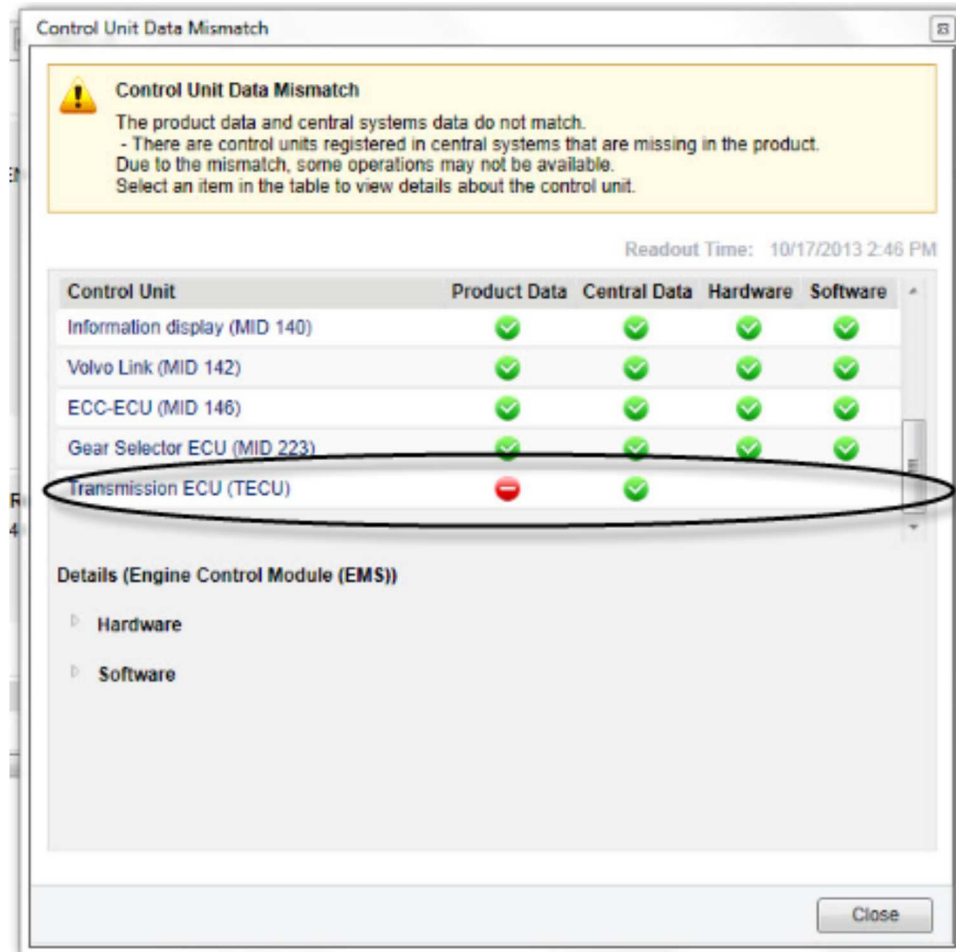 Control Unit Data Mismatch
Control Unit Data Mismatch
The product data and central systems data do not match.
- There are control units registered in central systems that are missing in the product.
Due to the mismatch, some operations may not be available.
Select an item in the table to view details about the control unit.
Readout Time: 10/17/2013 2:46 PM
Control Unit Product Data Central Data Hardware Software
Information display (MID 140)
Volvo Link (MID 142)
ECC-ECU (MID 146)
Gear Selector ECU (MID 223)
Transmission ECU (TECU)
Details (Engine Control Module (EMS))
Hardware
Software
Close